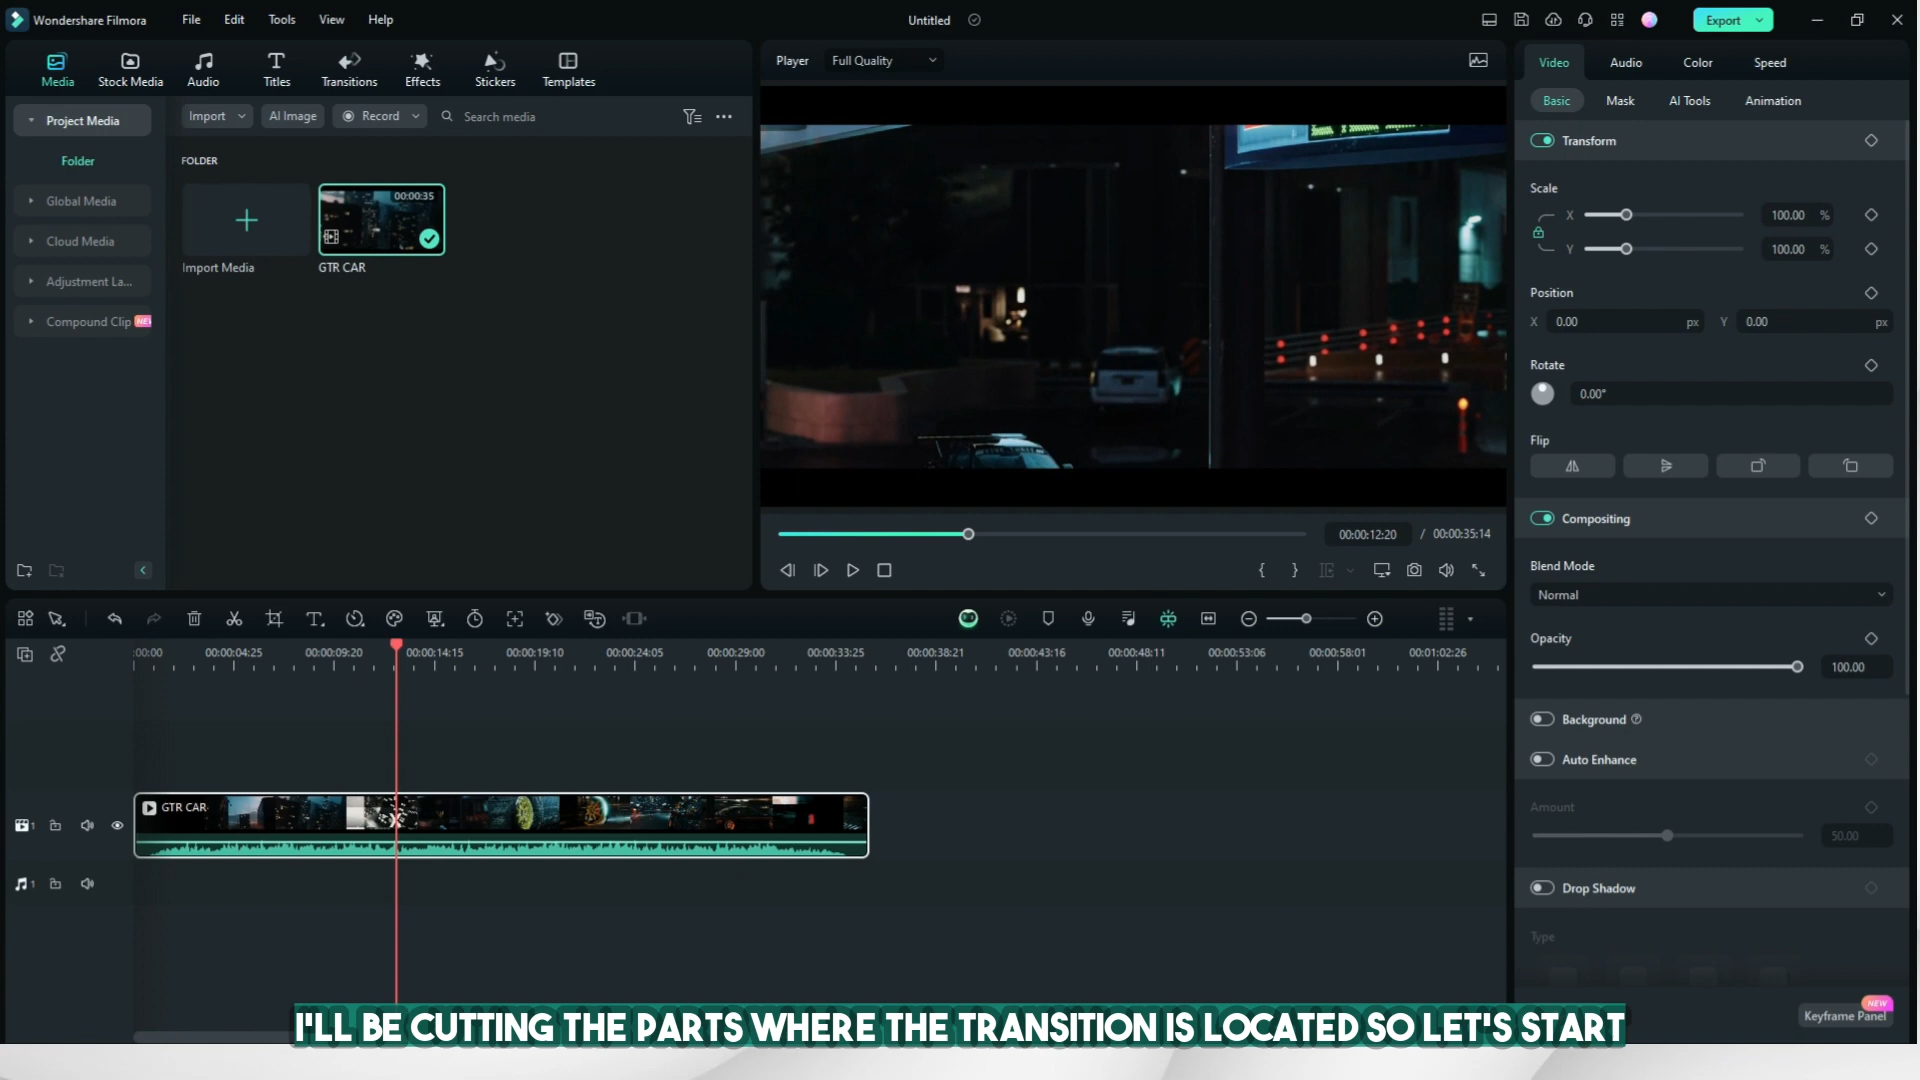 Wondershare Filmora File Edit Tools View Help Untitled Export
Media Stock Media Audio Titles Transitions Effects Stickers Templates
Player Full Quality
Video Audio Color Speed
Project Media
Folder
Global Media
Cloud Media
Adjustment La...
Compound Clip
Import AI Image Record Search media
FOLDER
00:00:35
Import Media GTR CAR
00:00:12:20 / 00:00:35:14
Basic Mask AI Tools Animation
Transform
Scale
X 100.00 %
Y 100.00 %
Position
X 0.00 px Y 0.00 px
Rotate
0.00°
Flip
Compositing
Blend Mode
Normal
Opacity
100.00
Background
Auto Enhance
Amount
50.00
Drop Shadow
Type
NEW
Keyframe Panel
:00:00 00:00:04:25 00:00:09:20 00:00:14:15 00:00:19:10 00:00:24:05 00:00:29:00 00:00:33:25 00:00:38:21 00:00:43:16 00:00:48:11 00:00:53:06 00:00:58:01 00:01:02:26
GTR CAR
1
1
I'LL BE CUTTING THE PARTS WHERE THE TRANSITION IS LOCATED SO LET'S START